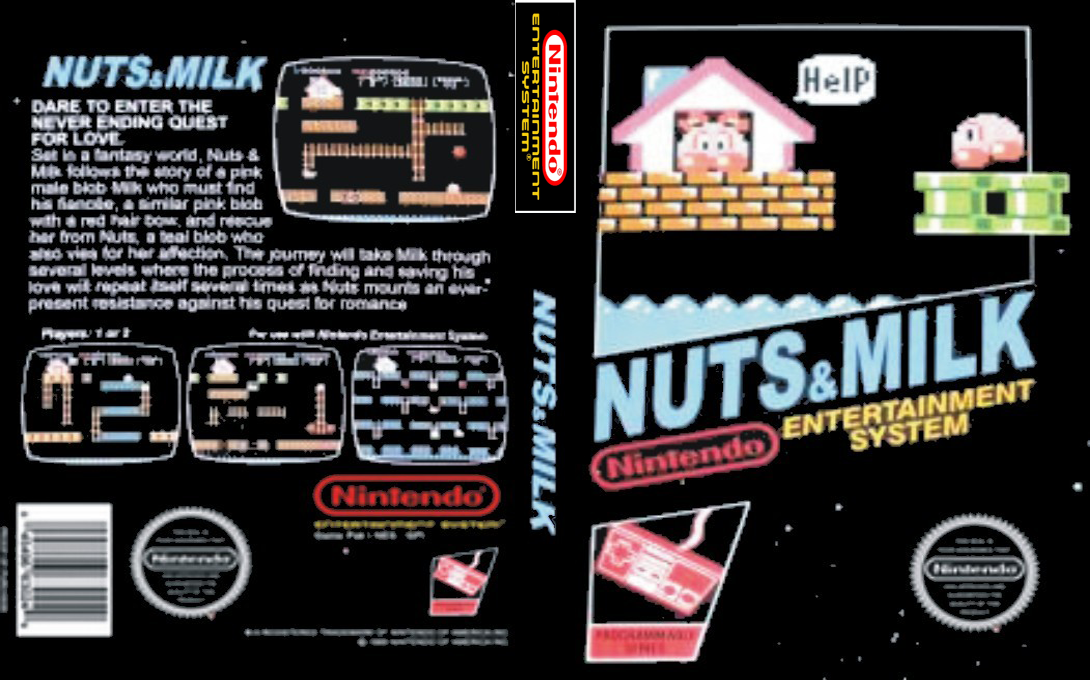 NUTS&MILK
DARE TO ENTER THE
NEVER ENDING QUEST
FOR LOVE.
Set in a fantasy world, Nuts &
Milk follows the story of a pink
male blob Milk who must find
his fiancée, a similar pink blob
with a red hair bow, and rescue
her from Nuts, a teal blob who
also vies for her affection. The journey will take Milk through
several levels where the process of finding and saving his
love will repeat itself several times as Nuts mounts an ever-
present resistance against his quest for romance
Players: 1 or 2
For use with Nintendo Entertainment System
Nintendo®
ENTERTAINMENT SYSTEM
Nintendo
Nintendo®
ENTERTAINMENT
SYSTEM®
NUTS&MILK
HELP
NUTS&MILK
Nintendo
ENTERTAINMENT
SYSTEM
PROGRAMMABLE
SERIES
Nintendo